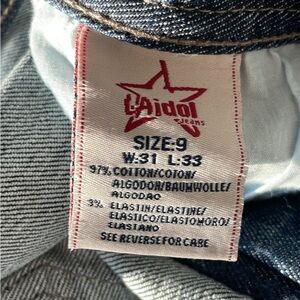 L'Aidol
Jeans
SIZE:9
W:31 L:33
97% COTTON/COTON/
ALGODON/BAUMWOLLE/
ALGODAO
3% ELASTIN/ELASTINE/
ELASTICO/ELASTOMORO/
ELASTANO
SEE REVERSE FOR CARE